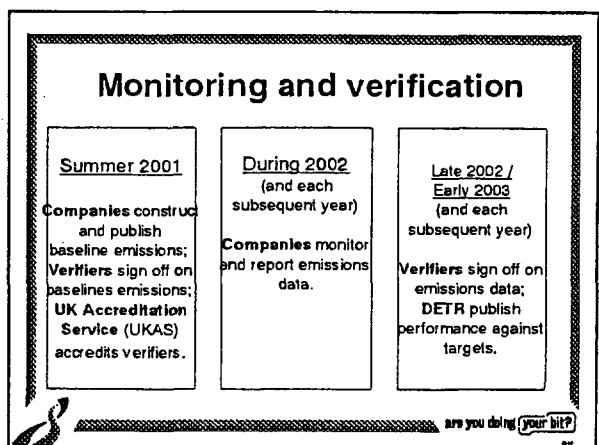 Monitoring and verification
Summer 2001
Companies construct
and publish
baseline emissions;
Verifiers sign off on
baselines emissions;
UK Accreditation
Service (UKAS)
accredits verifiers.
During 2002
(and each
subsequent year)
Companies monitor
and report emissions
data.
Late 2002 /
Early 2003
(and each
subsequent year)
Verifiers sign off on
emissions data;
DETR publish
performance against
targets.
are you doing your bit?